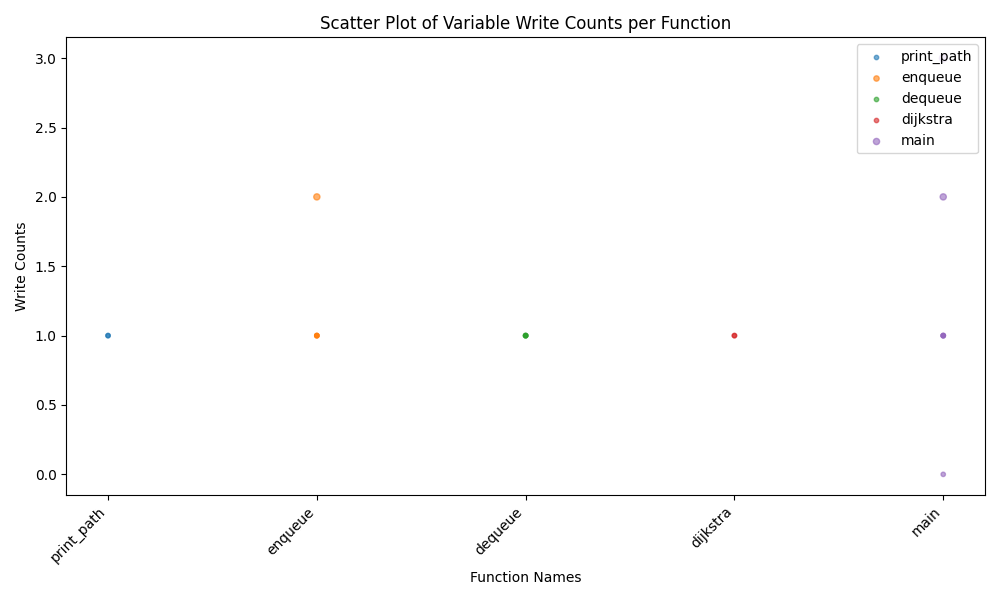 Scatter Plot of Variable Write Counts per Function
print_path
enqueue
dequeue
dijkstra
main
Write Counts
3.0
2.5
2.0
1.5
1.0
0.5
0.0
print_path
enqueue
dequeue
dijkstra
main
Function Names